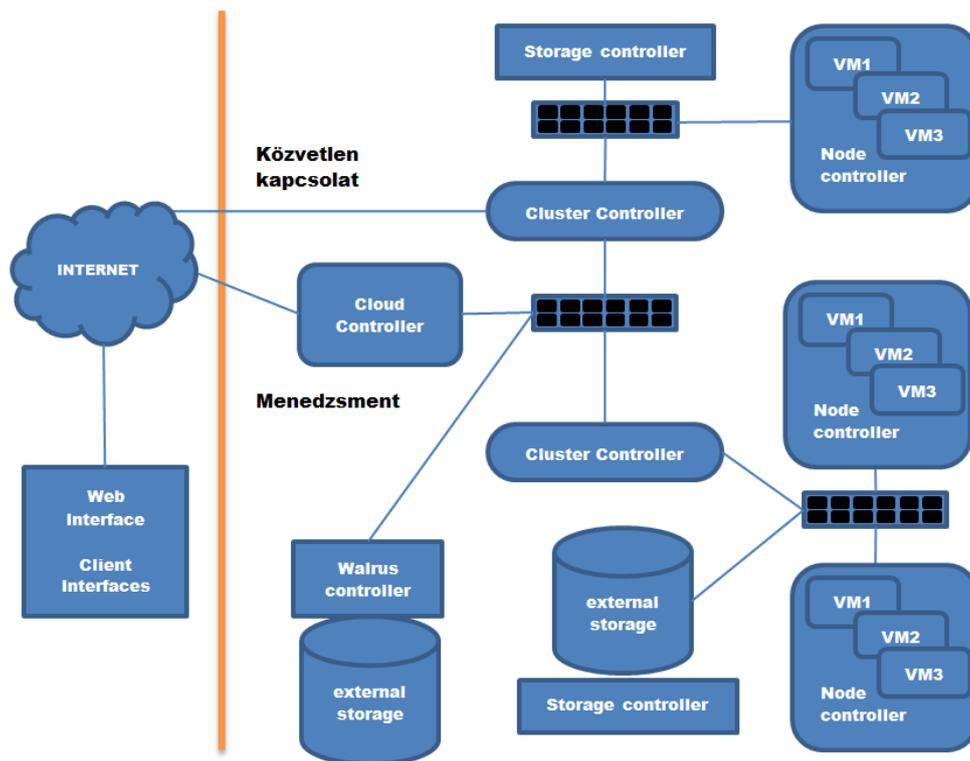 Storage controller
VM1
VM2
VM3
Node
controller
Közvetlen
kapcsolat
Cluster Controller
INTERNET
Cloud
Controller
VM1
VM2
VM3
Node
controller
Menedzsment
Cluster Controller
Web
Interface
Client
Interfaces
Walrus
controller
external
storage
external
storage
Storage controller
VM1
VM2
VM3
Node
controller